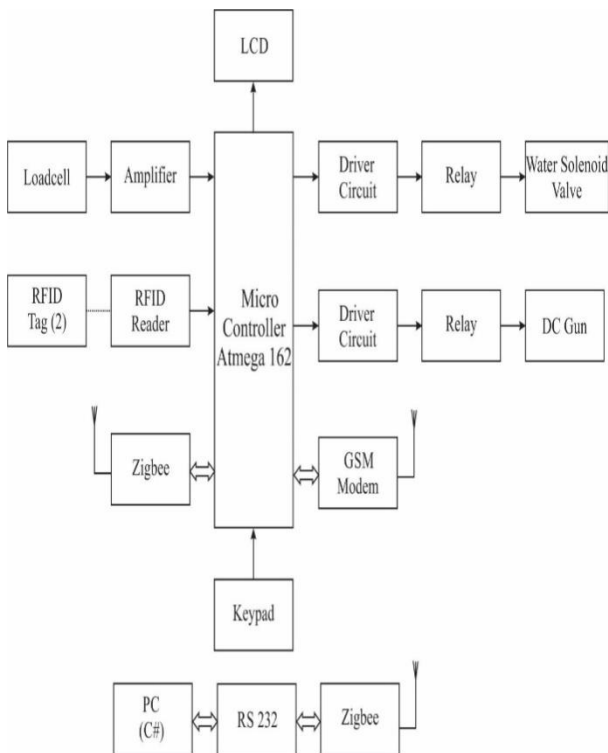 LCD
Loadcell
Amplifier
Driver
Circuit
Relay
Water Solenoid
Valve
RFID
Tag (2)
RFID
Reader
Micro
Controller
Atmega 162
Driver
Circuit
Relay
DC Gun
Zigbee
GSM
Modem
Keypad
PC
(C#)
RS 232
Zigbee